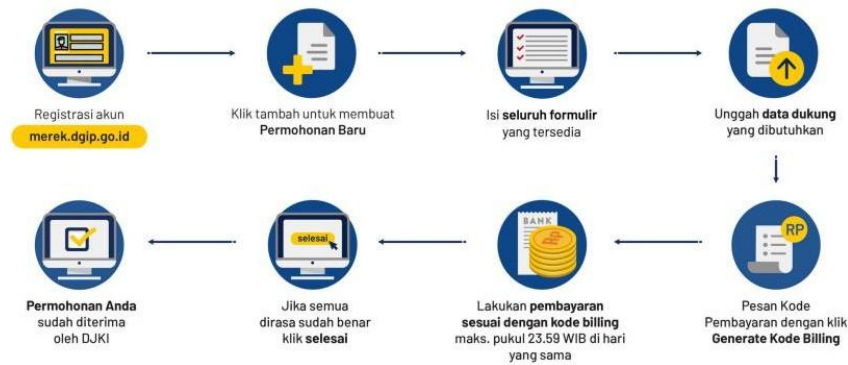 Registrasi akun
merek.dgip.go.id
Klik tambah untuk membuat
Permohonan Baru
Isi seluruh formulir
yang tersedia
Unggah data dukung
yang dibutuhkan
RP
Pesan Kode
Pembayaran dengan klik
Generate Kode Billing
BANK
RP
Lakukan pembayaran
sesuai dengan kode billing
maks. pukul 23.59 WIB di hari
yang sama
selesai
Jika semua
dirasa sudah benar
klik selesai
Permohonan Anda
sudah diterima
oleh DJKI